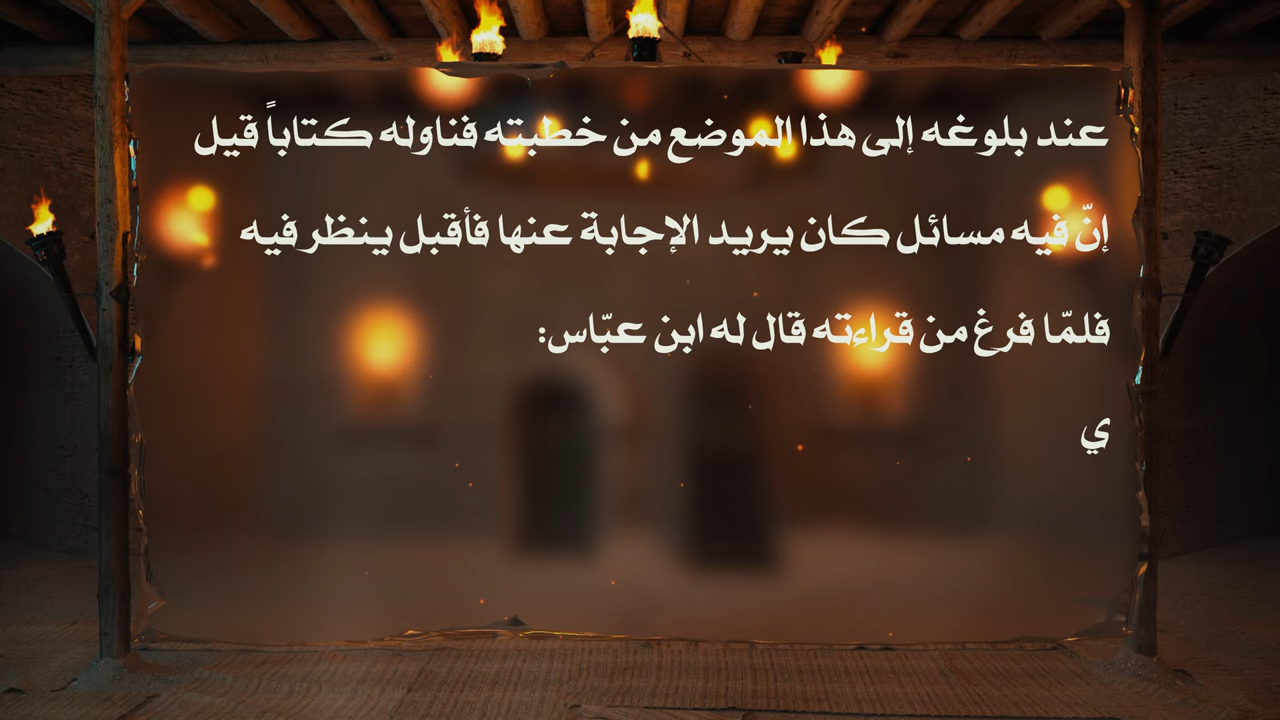 عند بلوغه إلى هذا الموضع من خطبته فناوله كتاباً قيل
إنّ فيه مسائل كان يريد الإجابة عنها فأقبل ينظر فيه
فلمّا فرغ من قراءته قال له ابن عبّاس:
ي